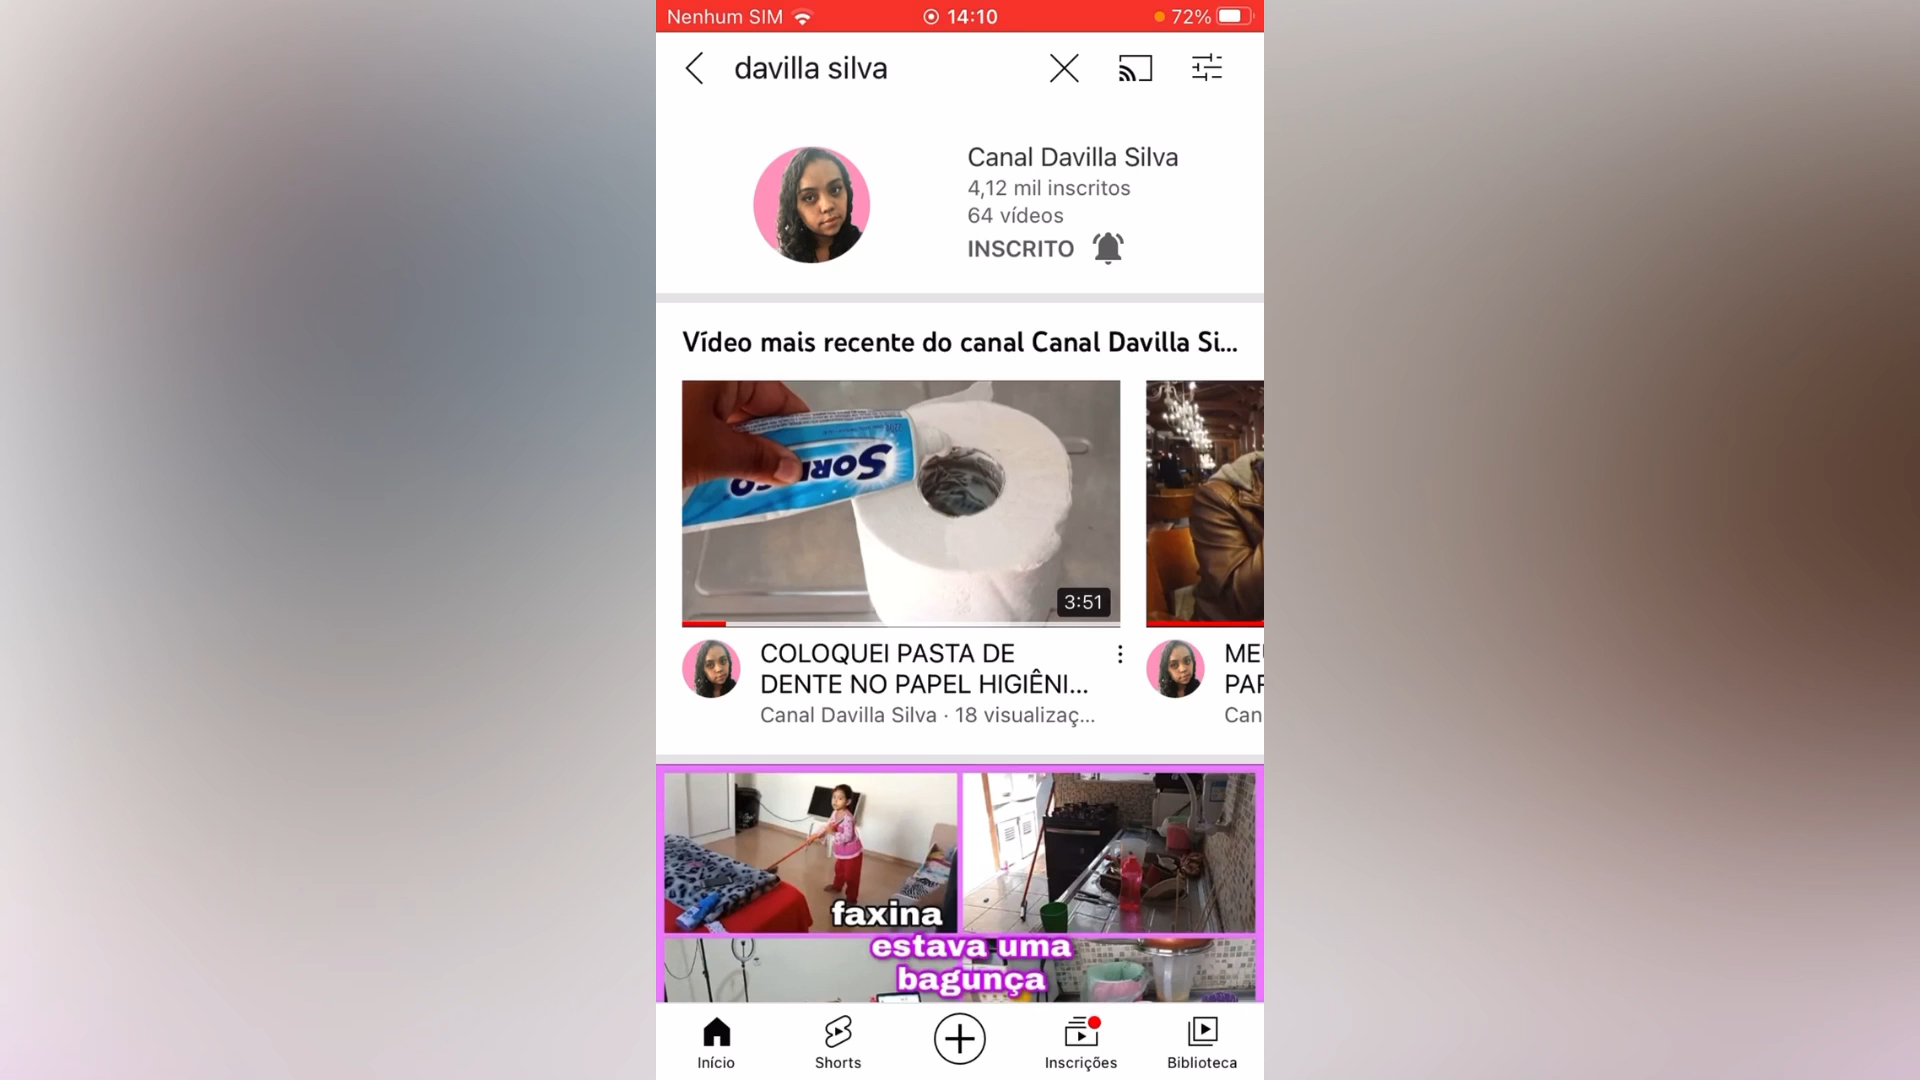 Nenhum SIM 14:10 72%
davilla silva
Canal Davilla Silva
4,12 mil inscritos
64 vídeos
INSCRITO
Vídeo mais recente do canal Canal Davilla Si...
3:51
COLOQUEI PASTA DE
DENTE NO PAPEL HIGIÊNI...
Canal Davilla Silva · 18 visualizaç...
faxina
estava uma
bagunça
Início
Shorts
Inscrições
Biblioteca